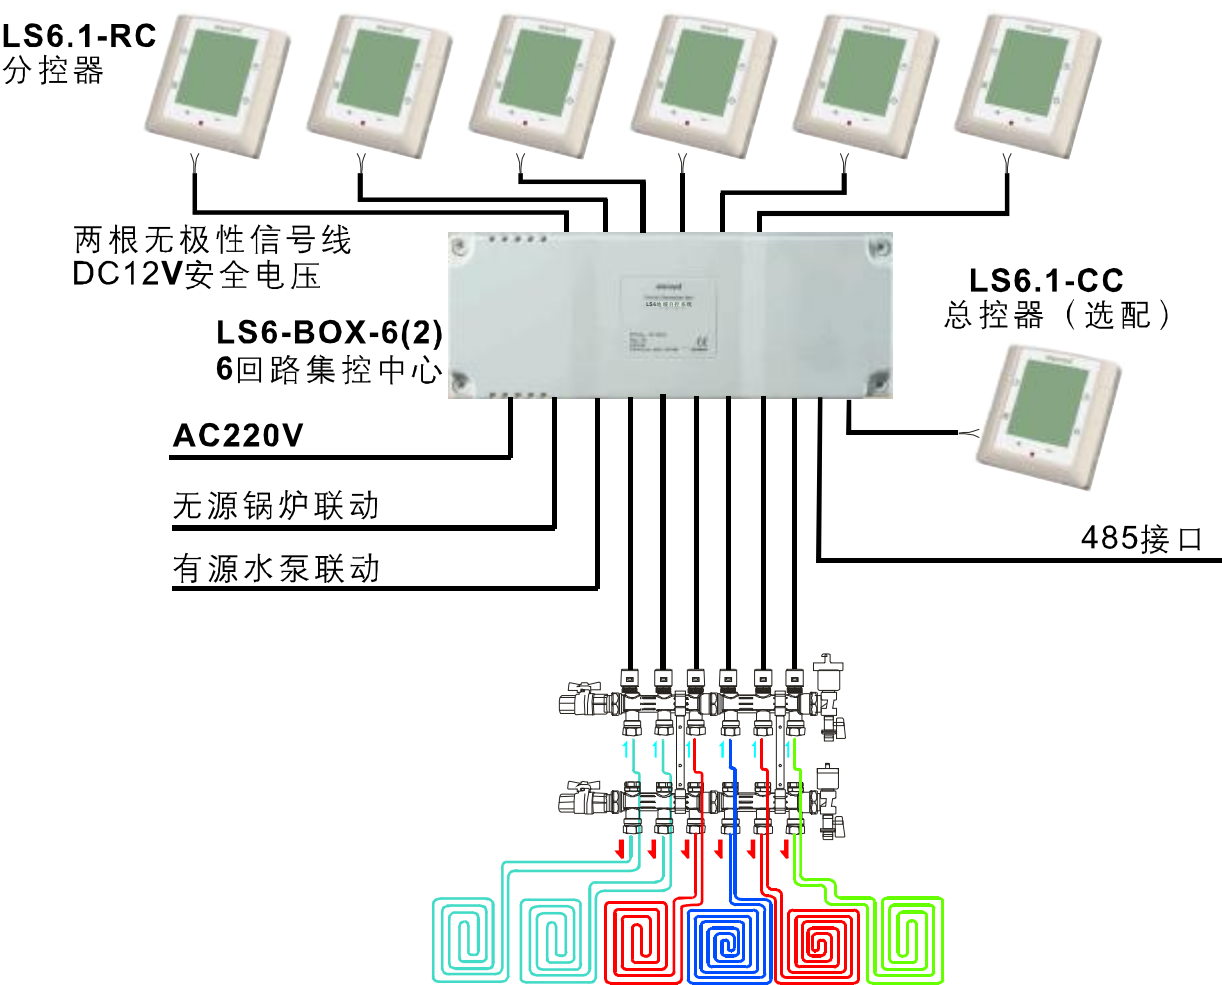 LS6.1-RC
分控器
两根无极性信号线
DC12V安全电压
LS6-BOX-6(2)
6回路集控中心
LS6.1-CC
总控器（选配）
AC220V
无源锅炉联动
有源水泵联动
485接口